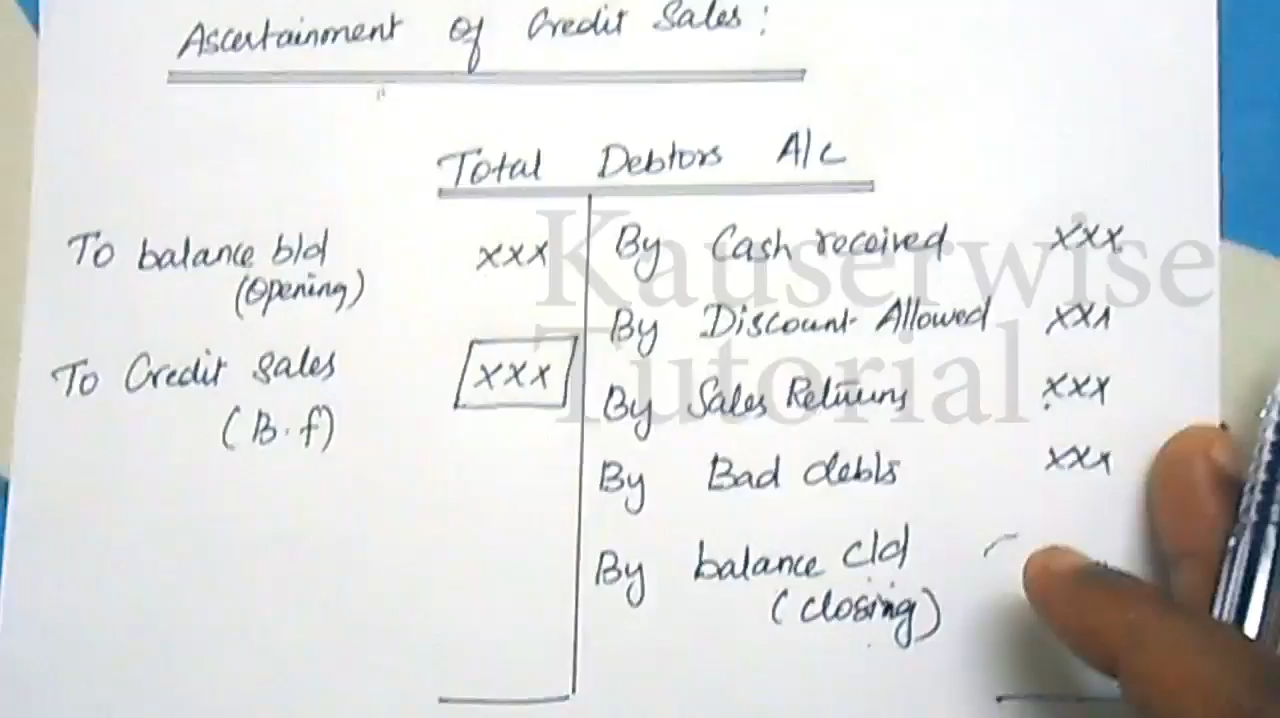 Ascertainment of Credit Sales:
Total Debtors A/c
To balance b/d xxx
(Opening)
To Credit Sales xxx
(B.f)
By Cash received xxx
By Discount Allowed xxx
By Sales Returns xxx
By Bad debts xxx
By balance c/d
(closing)
Kauserwise
Tutorial